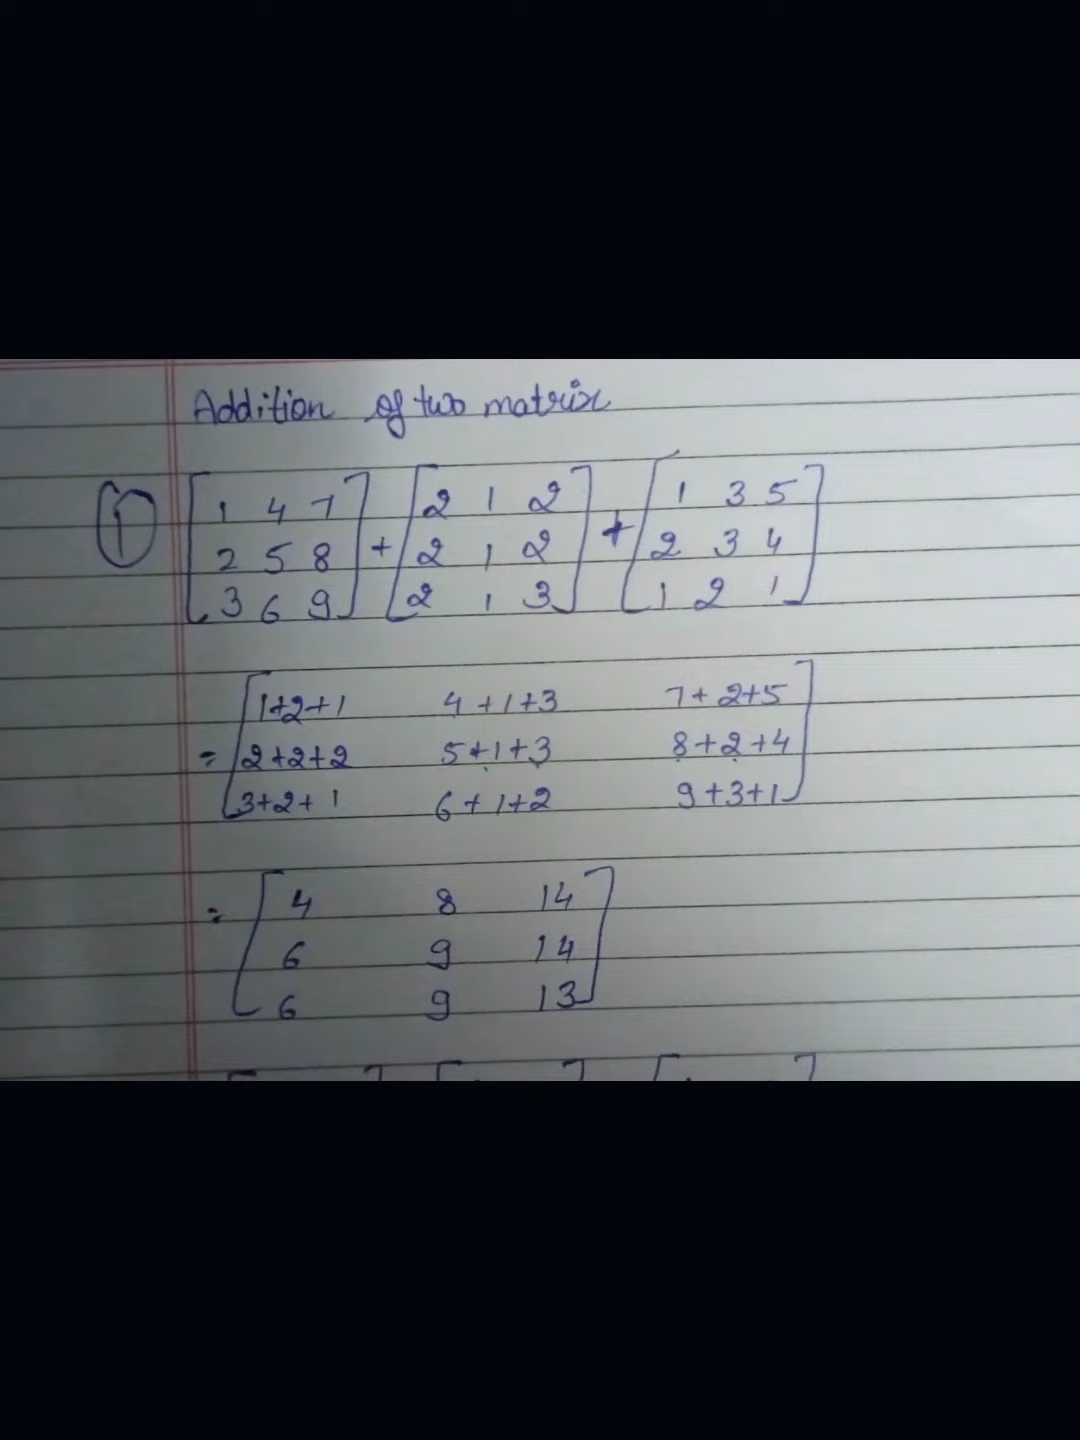 Addition of two matrix
① [1 4 7] + [2 1 2] + [1 3 5]
[2 5 8] [2 1 2] [2 3 4]
[3 6 9] [2 1 3] [1 2 1]
= [1+2+1 4+1+3 7+2+5]
[2+2+2 5+1+3 8+2+4]
[3+2+1 6+1+2 9+3+1]
= [4 8 14]
[6 9 14]
[6 9 13]